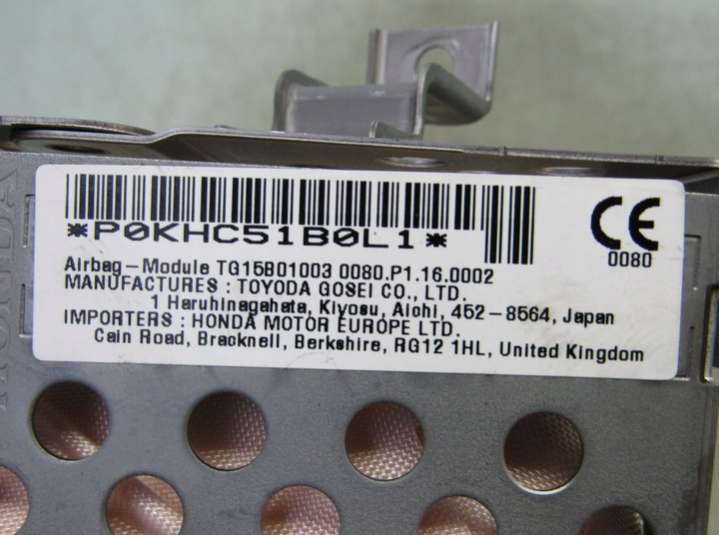 *P0KHC51B0L1*
CE
0080
Airbag-Module TG15B01003 0080.P1.16.0002
MANUFACTURES : TOYODA GOSEI CO., LTD.
1 Haruhinagahata, Kiyosu, Aichi, 452-8564, Japan
IMPORTERS : HONDA MOTOR EUROPE LTD.
Cain Road, Bracknell, Berkshire, RG12 1HL, United Kingdom
HONDA